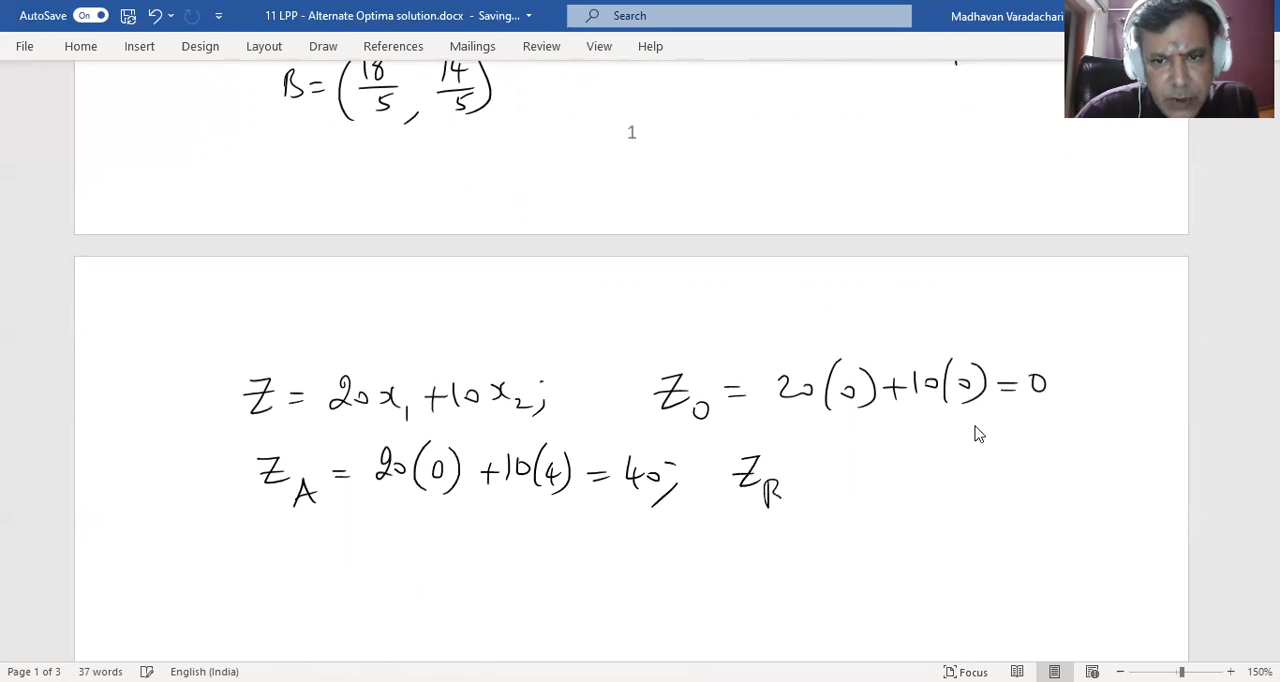 AutoSave On 11 LPP - Alternate Optima solution.docx - Saving... Search Madhavan Varadachari
File Home Insert Design Layout Draw References Mailings Review View Help
B = (18/5, 14/5)
1
Z = 20x₁ + 10x₂; Z₀ = 20(0) + 10(0) = 0
Z_A = 20(0) + 10(4) = 40; Z_B
Page 1 of 3 37 words English (India) Focus 150%